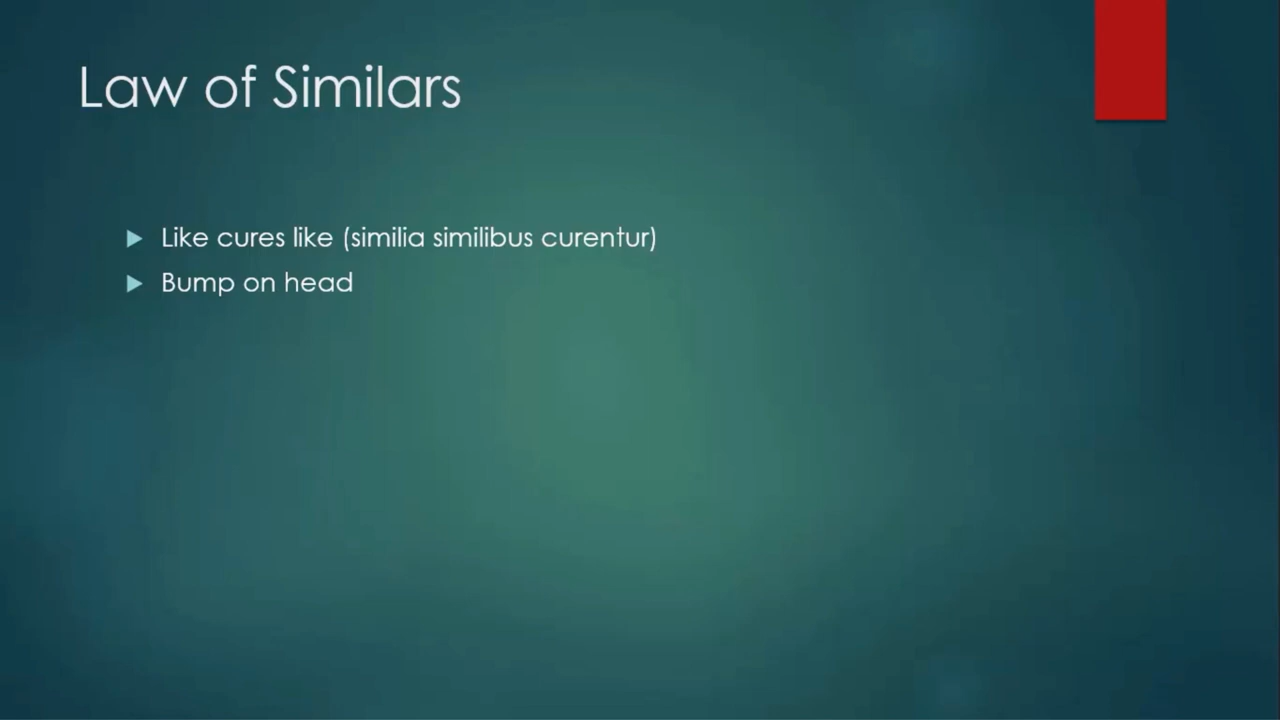 Law of Similars
Like cures like (similia similibus curentur)
Bump on head